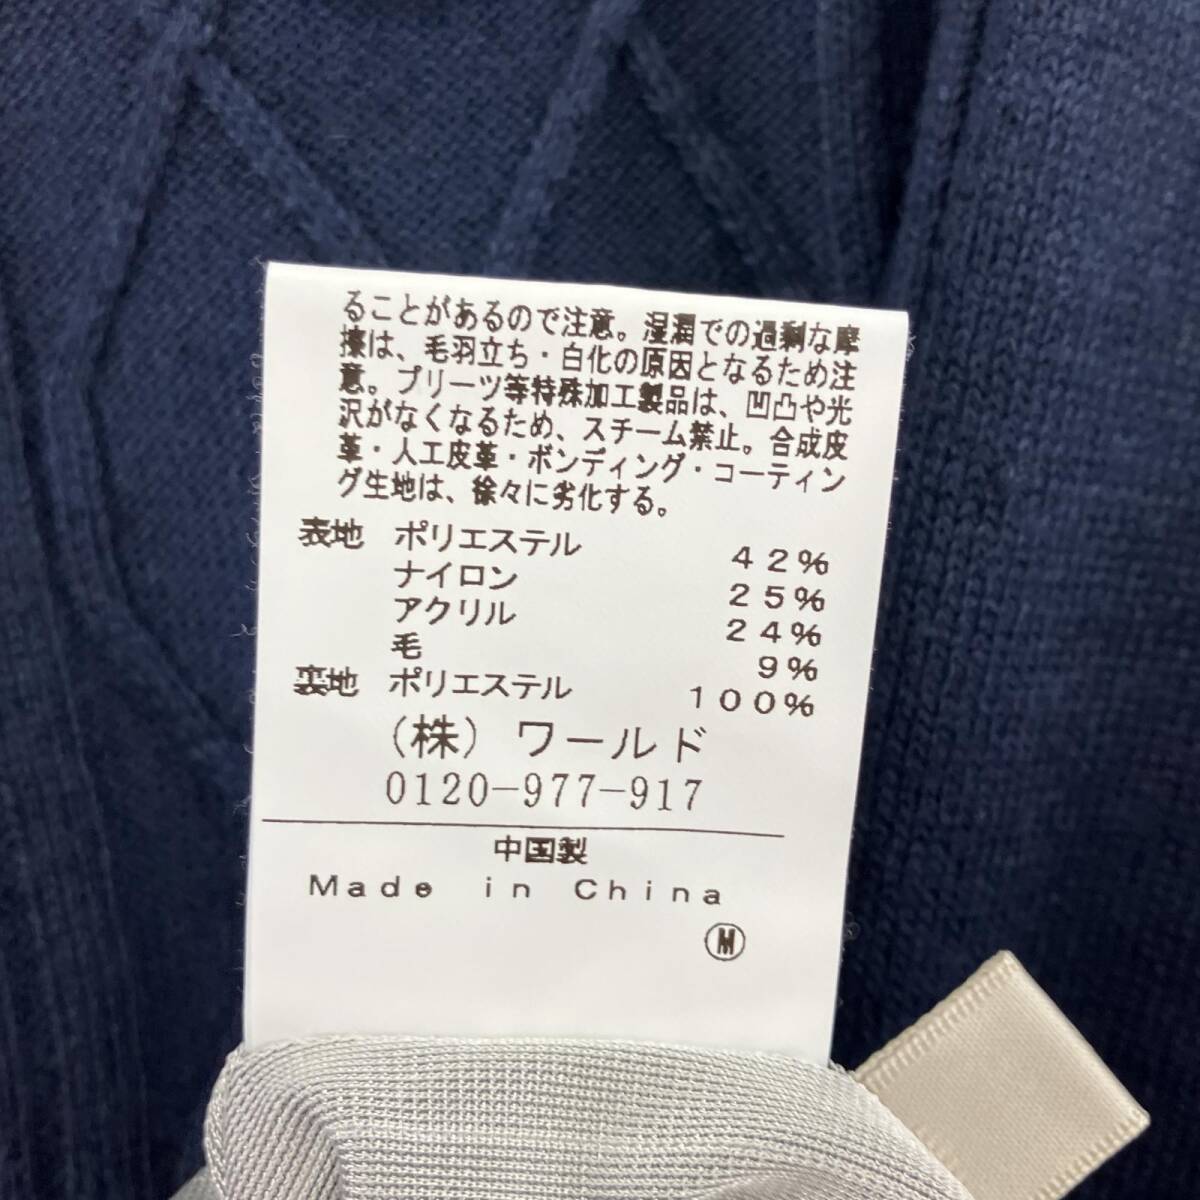 ることがあるので注意。湿潤での過剰な摩
擦は、毛羽立ち・白化の原因となるため注
意。プリーツ等特殊加工製品は、凹凸や光
沢がなくなるため、スチーム禁止。合成皮
革・人工皮革・ボンディング・コーティン
グ生地は、徐々に劣化する。
表地 ポリエステル 42%
ナイロン 25%
アクリル 24%
毛 9%
裏地 ポリエステル 100%
(株) ワールド
0120-977-917
中国製
Made in China
Ⓜ